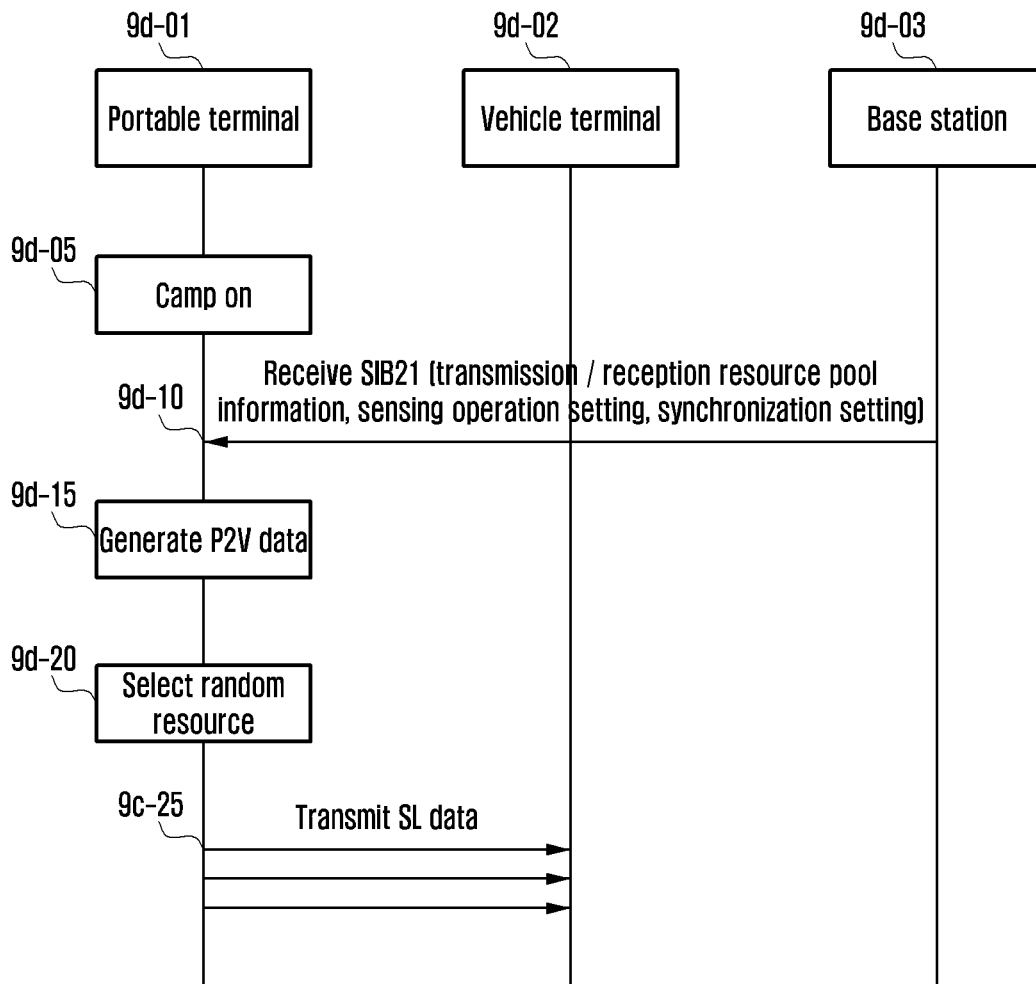 9d-01
9d-02
9d-03
Portable terminal
Vehicle terminal
Base station
9d-05
Camp on
Receive SIB21 (transmission / reception resource pool
information, sensing operation setting, synchronization setting)
9d-10
9d-15
Generate P2V data
9d-20
Select random
resource
9c-25
Transmit SL data